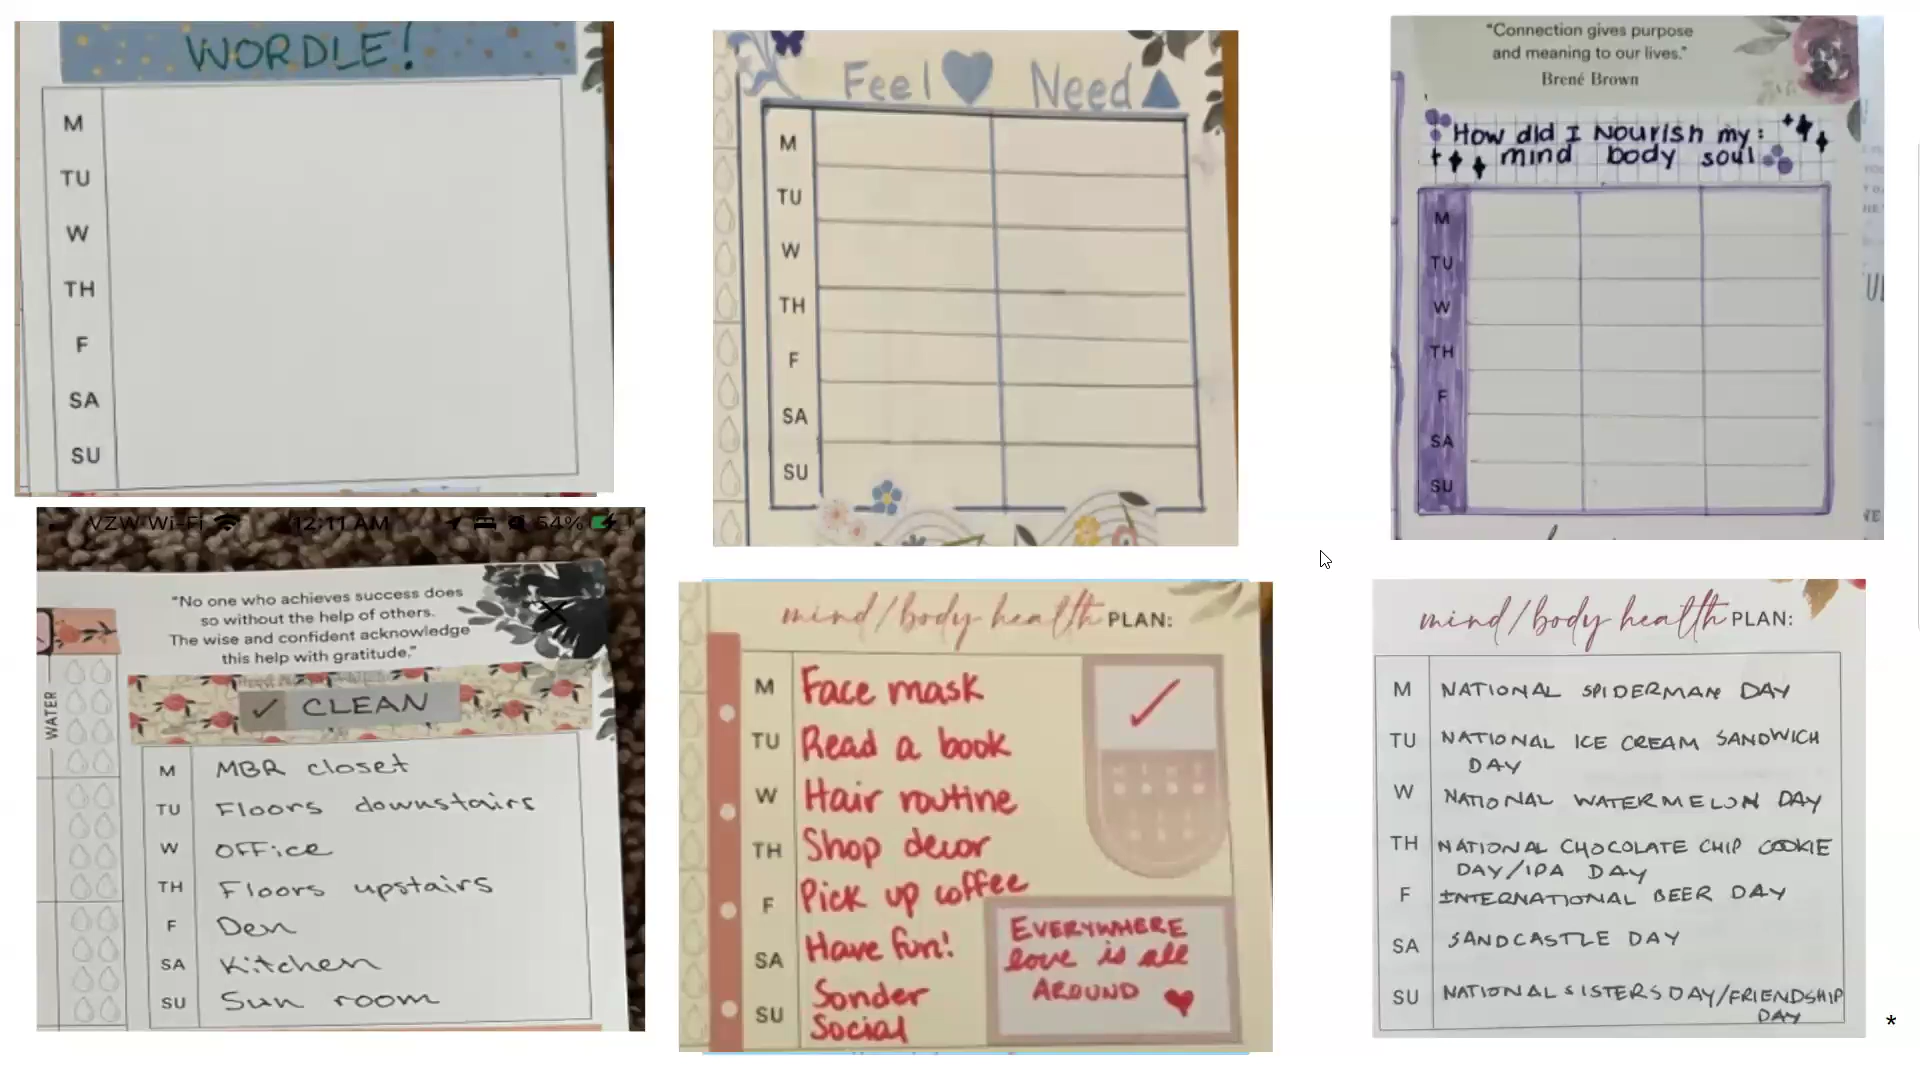 WORDLE!
M
TU
W
TH
F
SA
SU
Feel Need
M
TU
W
TH
F
SA
SU
"Connection gives purpose
and meaning to our lives."
Brené Brown
How did I Nourish my:
mind body soul
M
TU
W
TH
F
SA
SU
VZW Wi-Fi 12:11 AM 54%
"No one who achieves success does
so without the help of others.
The wise and confident acknowledge
this help with gratitude."
WATER
✓ CLEAN
M MBR closet
TU Floors downstairs
W OFFice
TH Floors upstairs
F Den
SA Kitchen
SU Sun room
mind/body health PLAN:
M Face mask
TU Read a book
W Hair routine
TH Shop decor
F Pick up coffee
SA Have fun!
SU Sonder
Social
EVERYWHERE
love is all
AROUND
mind/body health PLAN:
M NATIONAL SPIDERMAN DAY
TU NATIONAL ICE CREAM SANDWICH
DAY
W NATIONAL WATERMELON DAY
TH NATIONAL CHOCOLATE CHIP COOKIE
DAY/IPA DAY
F INTERNATIONAL BEER DAY
SA SANDCASTLE DAY
SU NATIONAL SISTERS DAY/FRIENDSHIP
DAY
*